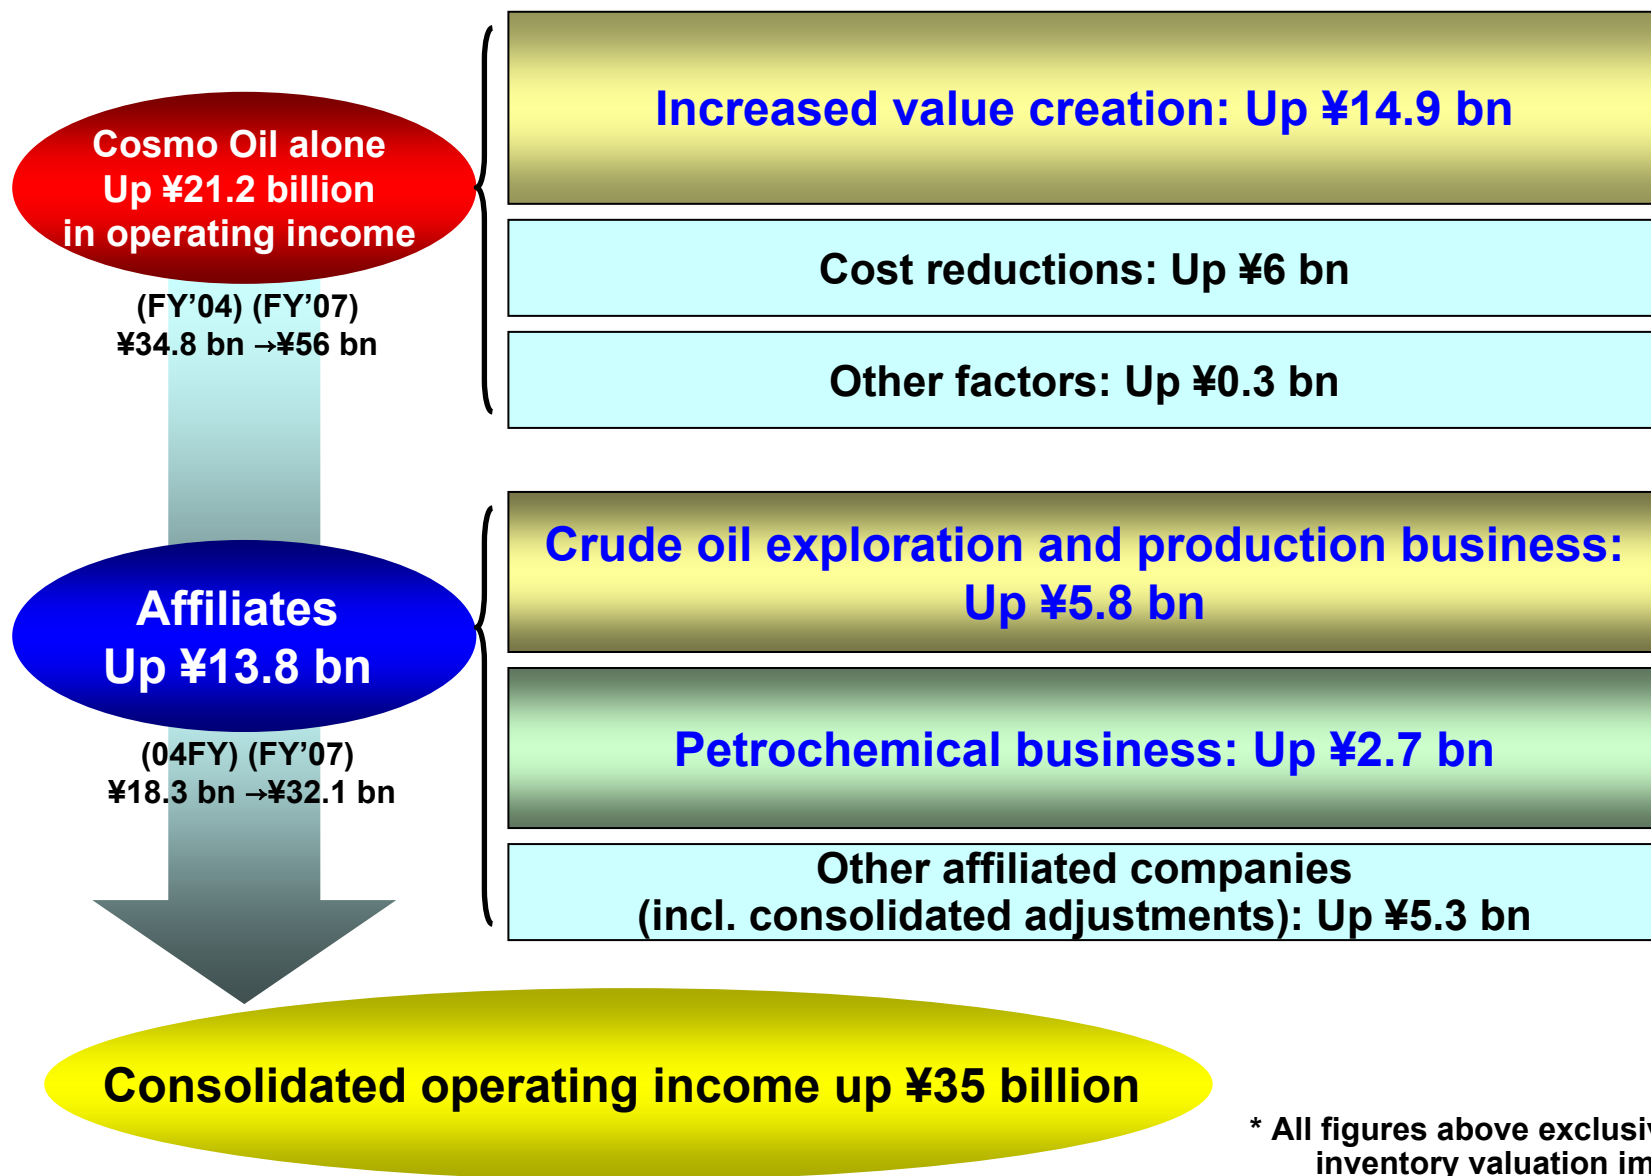 Cosmo Oil alone
Up ¥21.2 billion
in operating income
(FY’04) (FY’07)
¥34.8 bn →¥56 bn
Increased value creation: Up ¥14.9 bn
Cost reductions: Up ¥6 bn
Other factors: Up ¥0.3 bn
Affiliates
Up ¥13.8 bn
(04FY) (FY’07)
¥18.3 bn →¥32.1 bn
Crude oil exploration and production business:
Up ¥5.8 bn
Petrochemical business: Up ¥2.7 bn
Other affiliated companies
(incl. consolidated adjustments): Up ¥5.3 bn
Consolidated operating income up ¥35 billion
* All figures above
inventory valuation